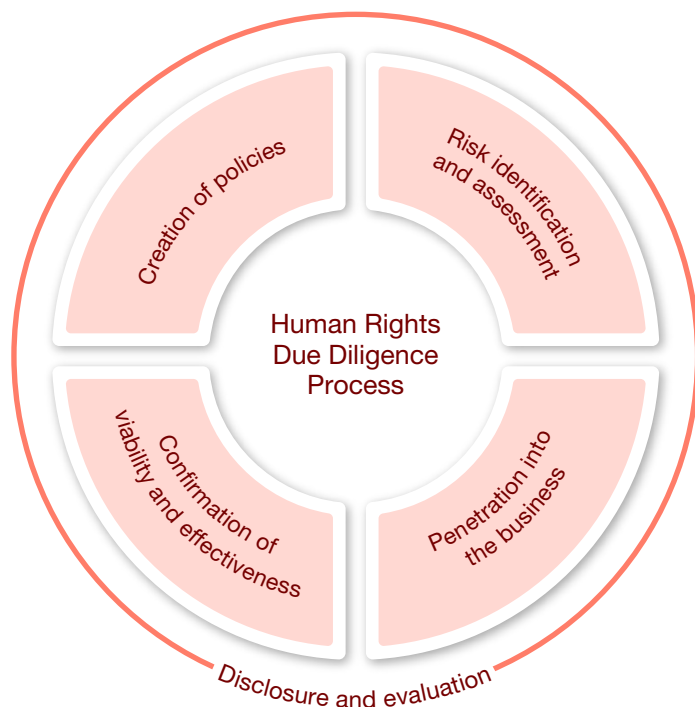 Creation of policies
Risk identification
and assessment
Human Rights
Due Diligence
Process
Confirmation of
viability and effectiveness
Penetration into
the business
Disclosure and evaluation